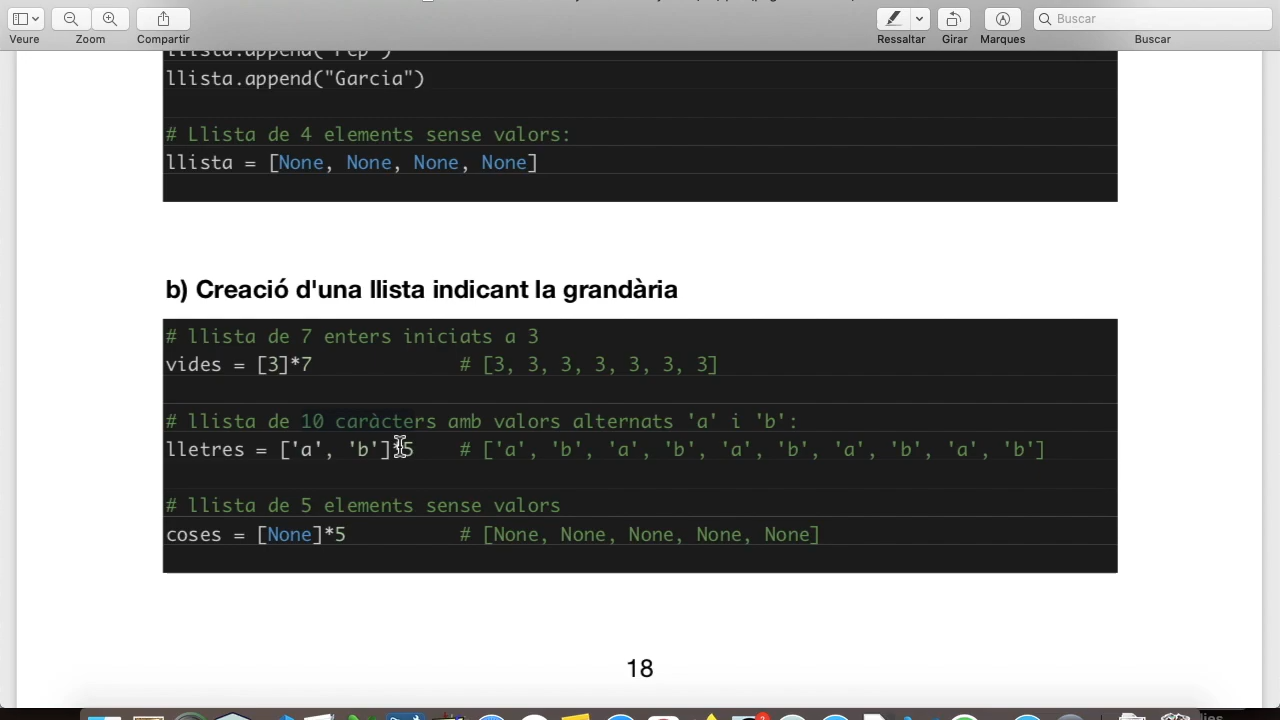 Veure
Zoom
Compartir
Ressaltar
Girar
Marques
Buscar
Buscar
llista.append("Pep")
llista.append("Garcia")
# Llista de 4 elements sense valors:
llista = [None, None, None, None]
b) Creació d'una llista indicant la grandària
# llista de 7 enters iniciats a 3
vides = [3]*7 # [3, 3, 3, 3, 3, 3, 3]
# llista de 10 caràcters amb valors alternats 'a' i 'b':
lletres = ['a', 'b']*5 # ['a', 'b', 'a', 'b', 'a', 'b', 'a', 'b', 'a', 'b']
# llista de 5 elements sense valors
coses = [None]*5 # [None, None, None, None, None]
18